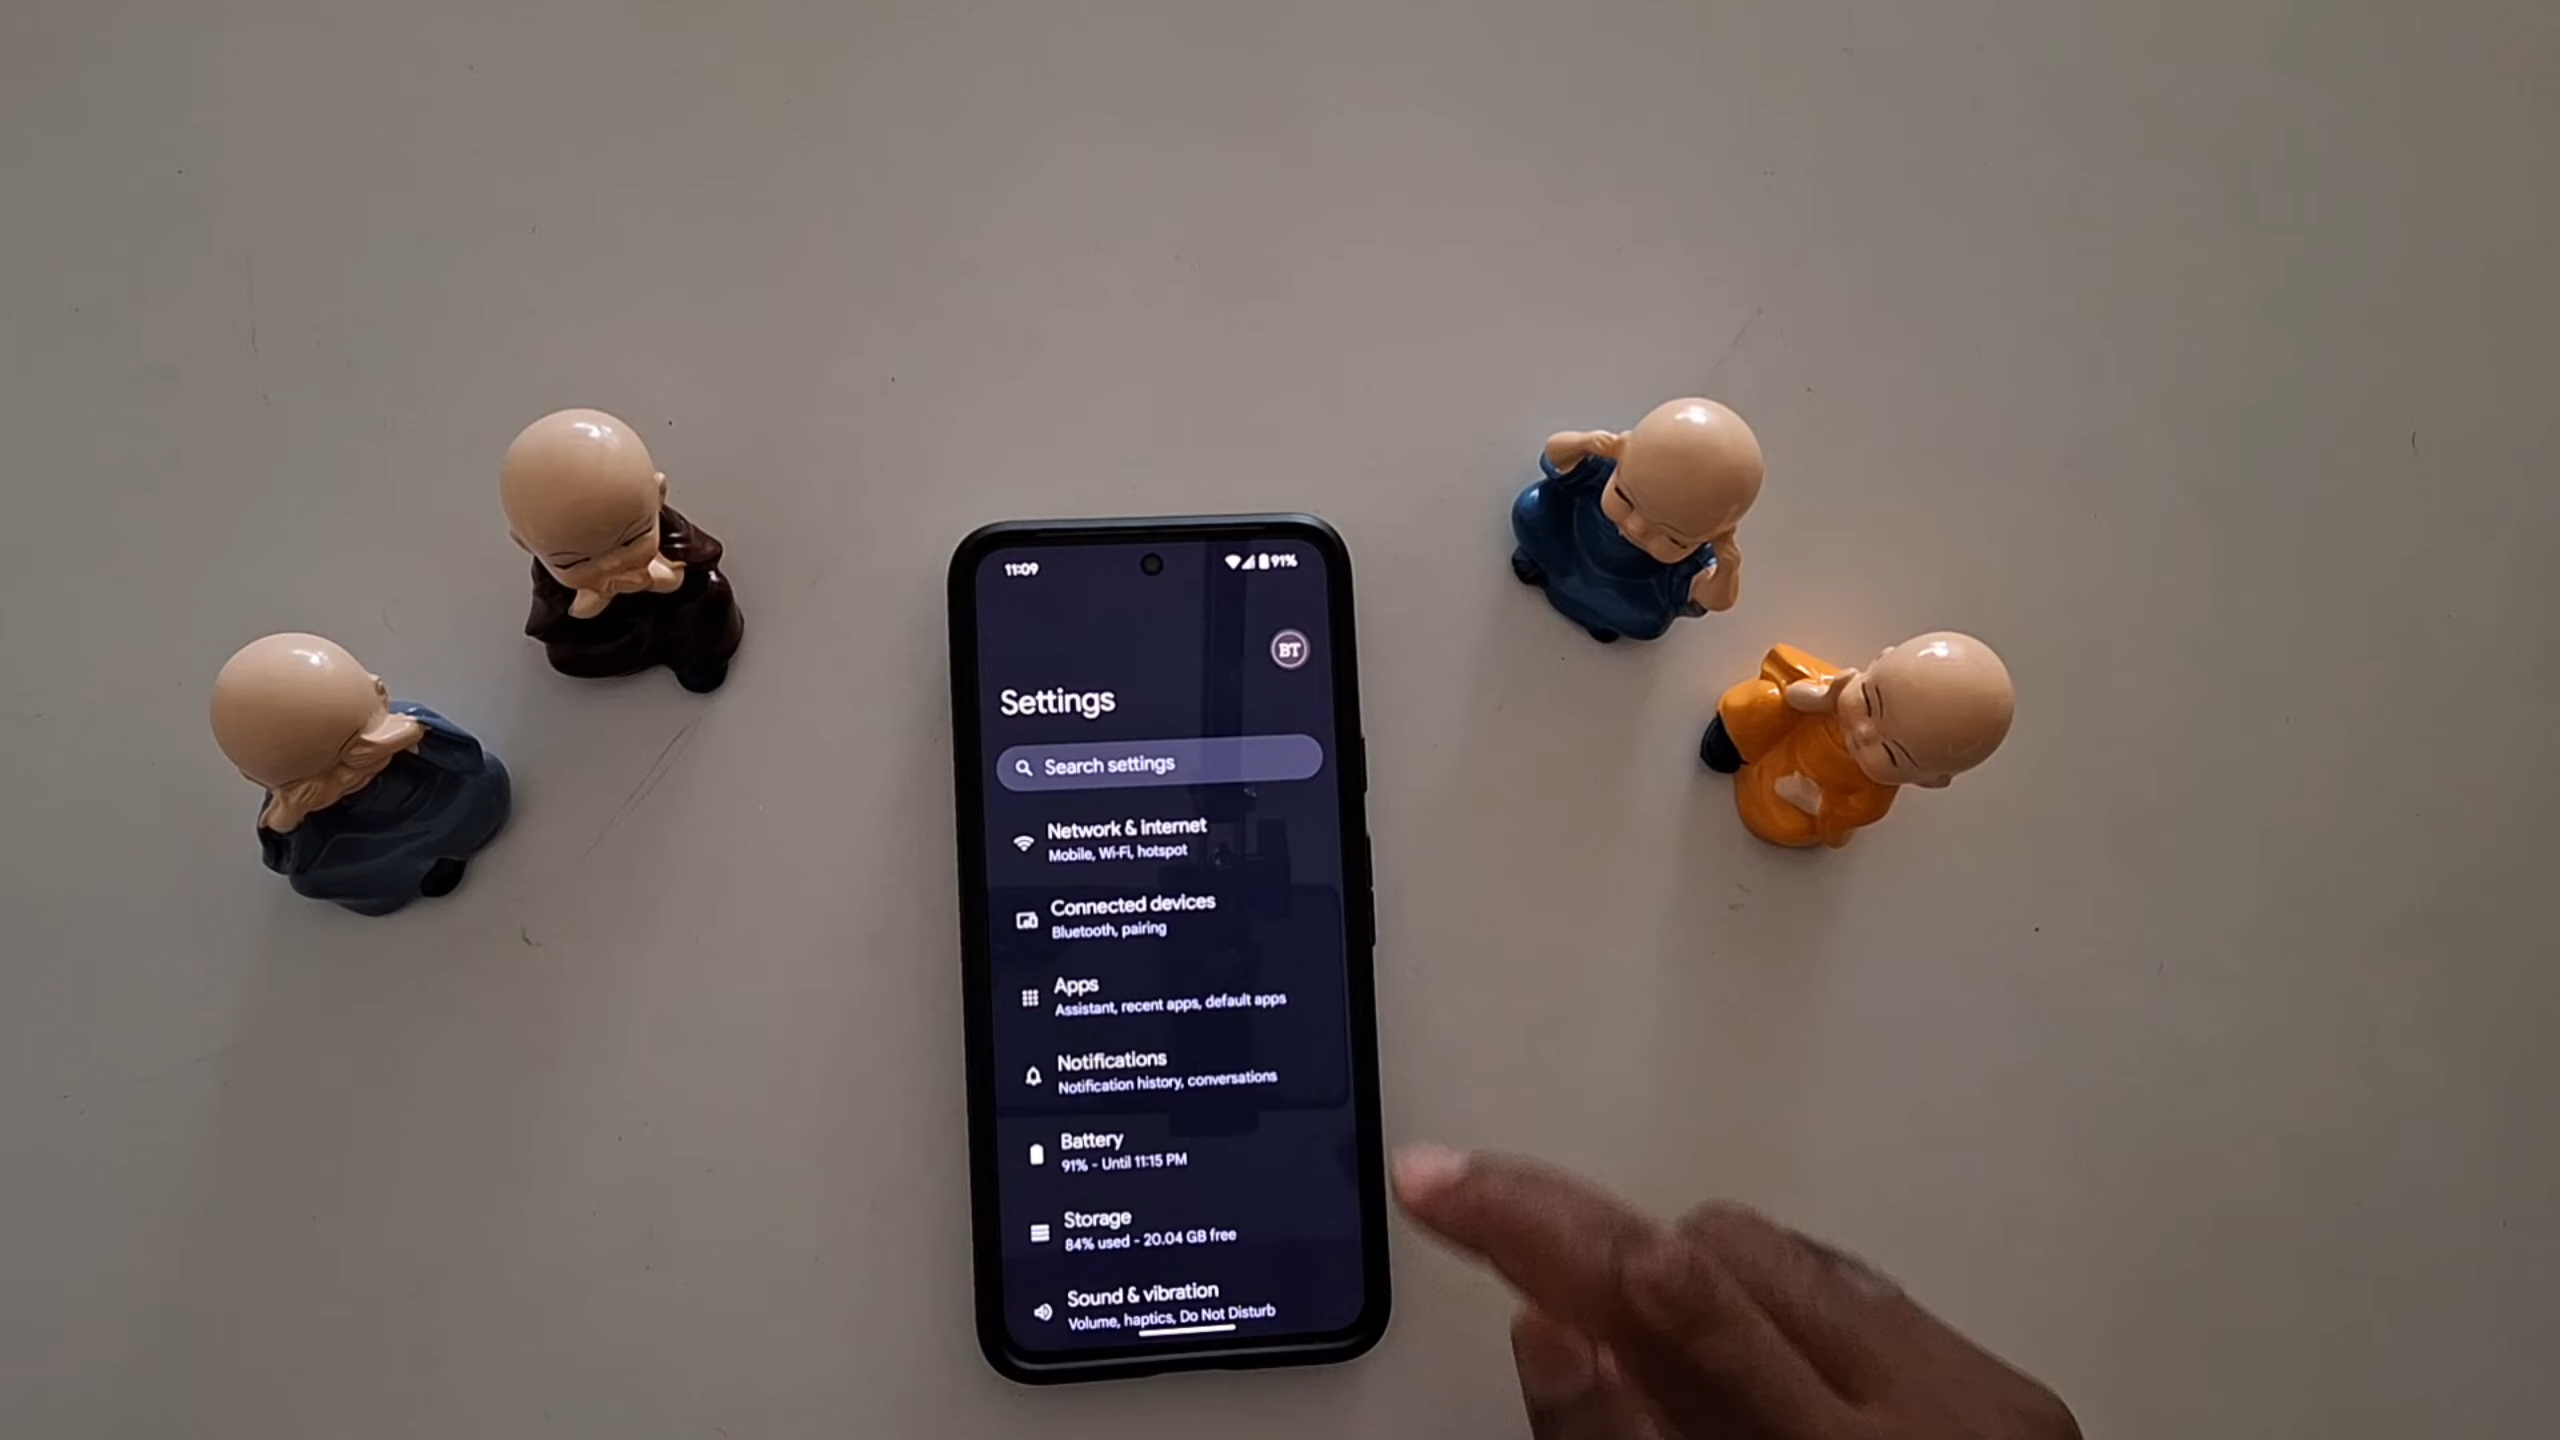 11:09
91%
BT
Settings
Search settings
Network & internet
Mobile, Wi-Fi, hotspot
Connected devices
Bluetooth, pairing
Apps
Assistant, recent apps, default apps
Notifications
Notification history, conversations
Battery
91% - Until 11:15 PM
Storage
84% used - 20.04 GB free
Sound & vibration
Volume, haptics, Do Not Disturb